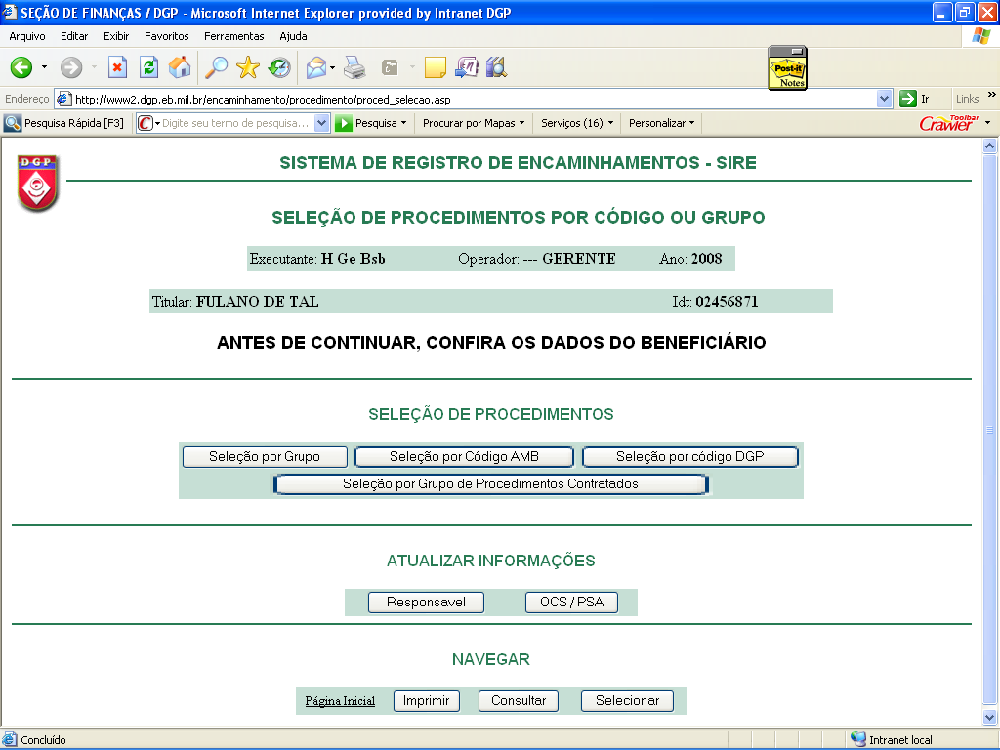 SEÇÃO DE FINANÇAS / DGP - Microsoft Internet Explorer provided by Intranet DGP
Arquivo Editar Exibir Favoritos Ferramentas Ajuda
Post-it
Notes
Endereço http://www2.dgp.eb.mil.br/encaminhamento/procedimento/proced_selecao.asp Ir Links »
Pesquisa Rápida [F3] Digite seu termo de pesquisa... Pesquisa Procurar por Mapas Serviços (16) Personalizar Crawler Toolbar
DGP
SISTEMA DE REGISTRO DE ENCAMINHAMENTOS - SIRE
SELEÇÃO DE PROCEDIMENTOS POR CÓDIGO OU GRUPO
Executante: H Ge Bsb Operador: --- GERENTE Ano: 2008
Titular: FULANO DE TAL Idt: 02456871
ANTES DE CONTINUAR, CONFIRA OS DADOS DO BENEFICIÁRIO
SELEÇÃO DE PROCEDIMENTOS
Seleção por Grupo Seleção por Código AMB Seleção por código DGP
Seleção por Grupo de Procedimentos Contratados
ATUALIZAR INFORMAÇÕES
Responsavel OCS / PSA
NAVEGAR
Página Inicial Imprimir Consultar Selecionar
Concluído Intranet local